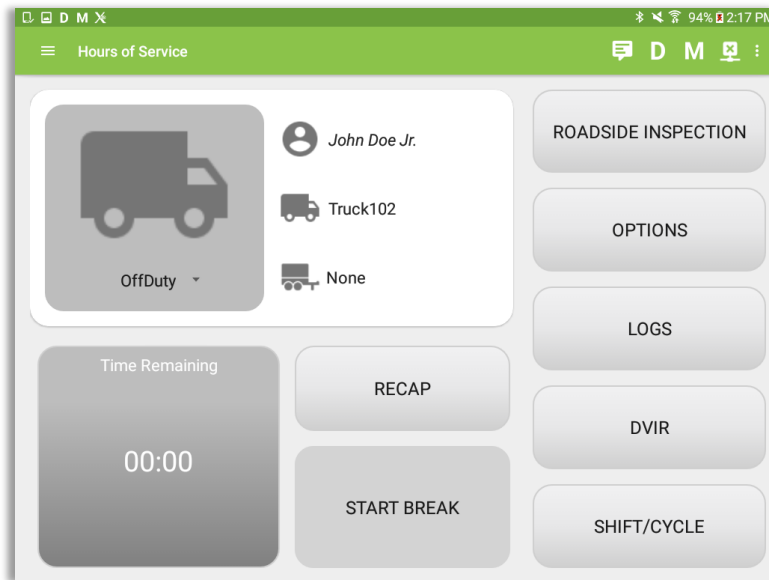 D M 94% 2:17 PM
Hours of Service D M
OffDuty
John Doe Jr.
Truck102
None
Time Remaining
00:00
RECAP
START BREAK
ROADSIDE INSPECTION
OPTIONS
LOGS
DVIR
SHIFT/CYCLE